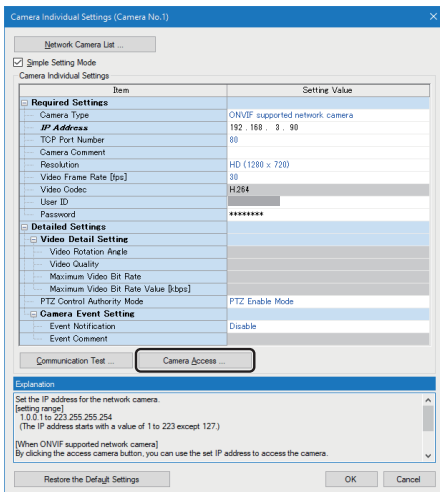 Camera Individual Settings (Camera No.1)
Network Camera List ...
Simple Setting Mode
Camera Individual Settings
Item Setting Value
Required Settings
Camera Type ONVIF supported network camera
IP Address 192 . 168 . 3 . 90
TCP Port Number 80
Camera Comment
Resolution HD (1280 x 720)
Video Frame Rate [fps] 30
Video Codec H.264
User ID
Password ********
Detailed Settings
Video Detail Setting
Video Rotation Angle
Video Quality
Maximum Video Bit Rate
Maximum Video Bit Rate Value [kbps]
PTZ Control Authority Mode PTZ Enable Mode
Camera Event Setting
Event Notification Disable
Event Comment
Communication Test ... Camera Access ...
Explanation
Set the IP address for the network camera.
[setting range]
1.0.0.1 to 223.255.255.254
(The IP address starts with a value of 1 to 223 except 127.)
[When ONVIF supported network camera]
By clicking the access camera button, you can use the set IP address to access the camera.
Restore the Default Settings OK Cancel